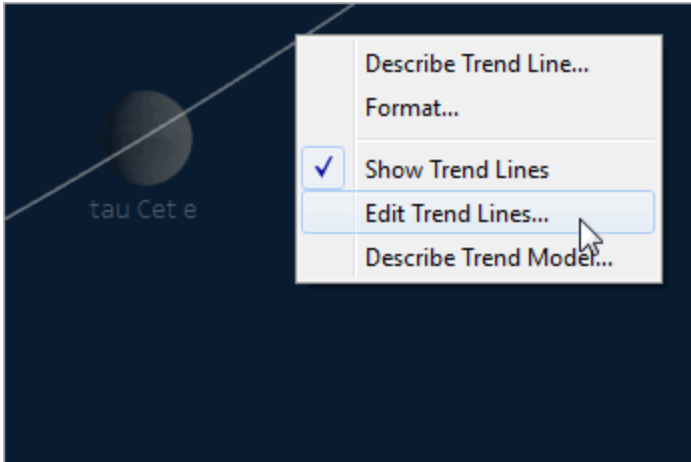 Describe Trend Line...
Format...
Show Trend Lines
tau Cet e
Edit Trend Lines...
Describe Trend Model...